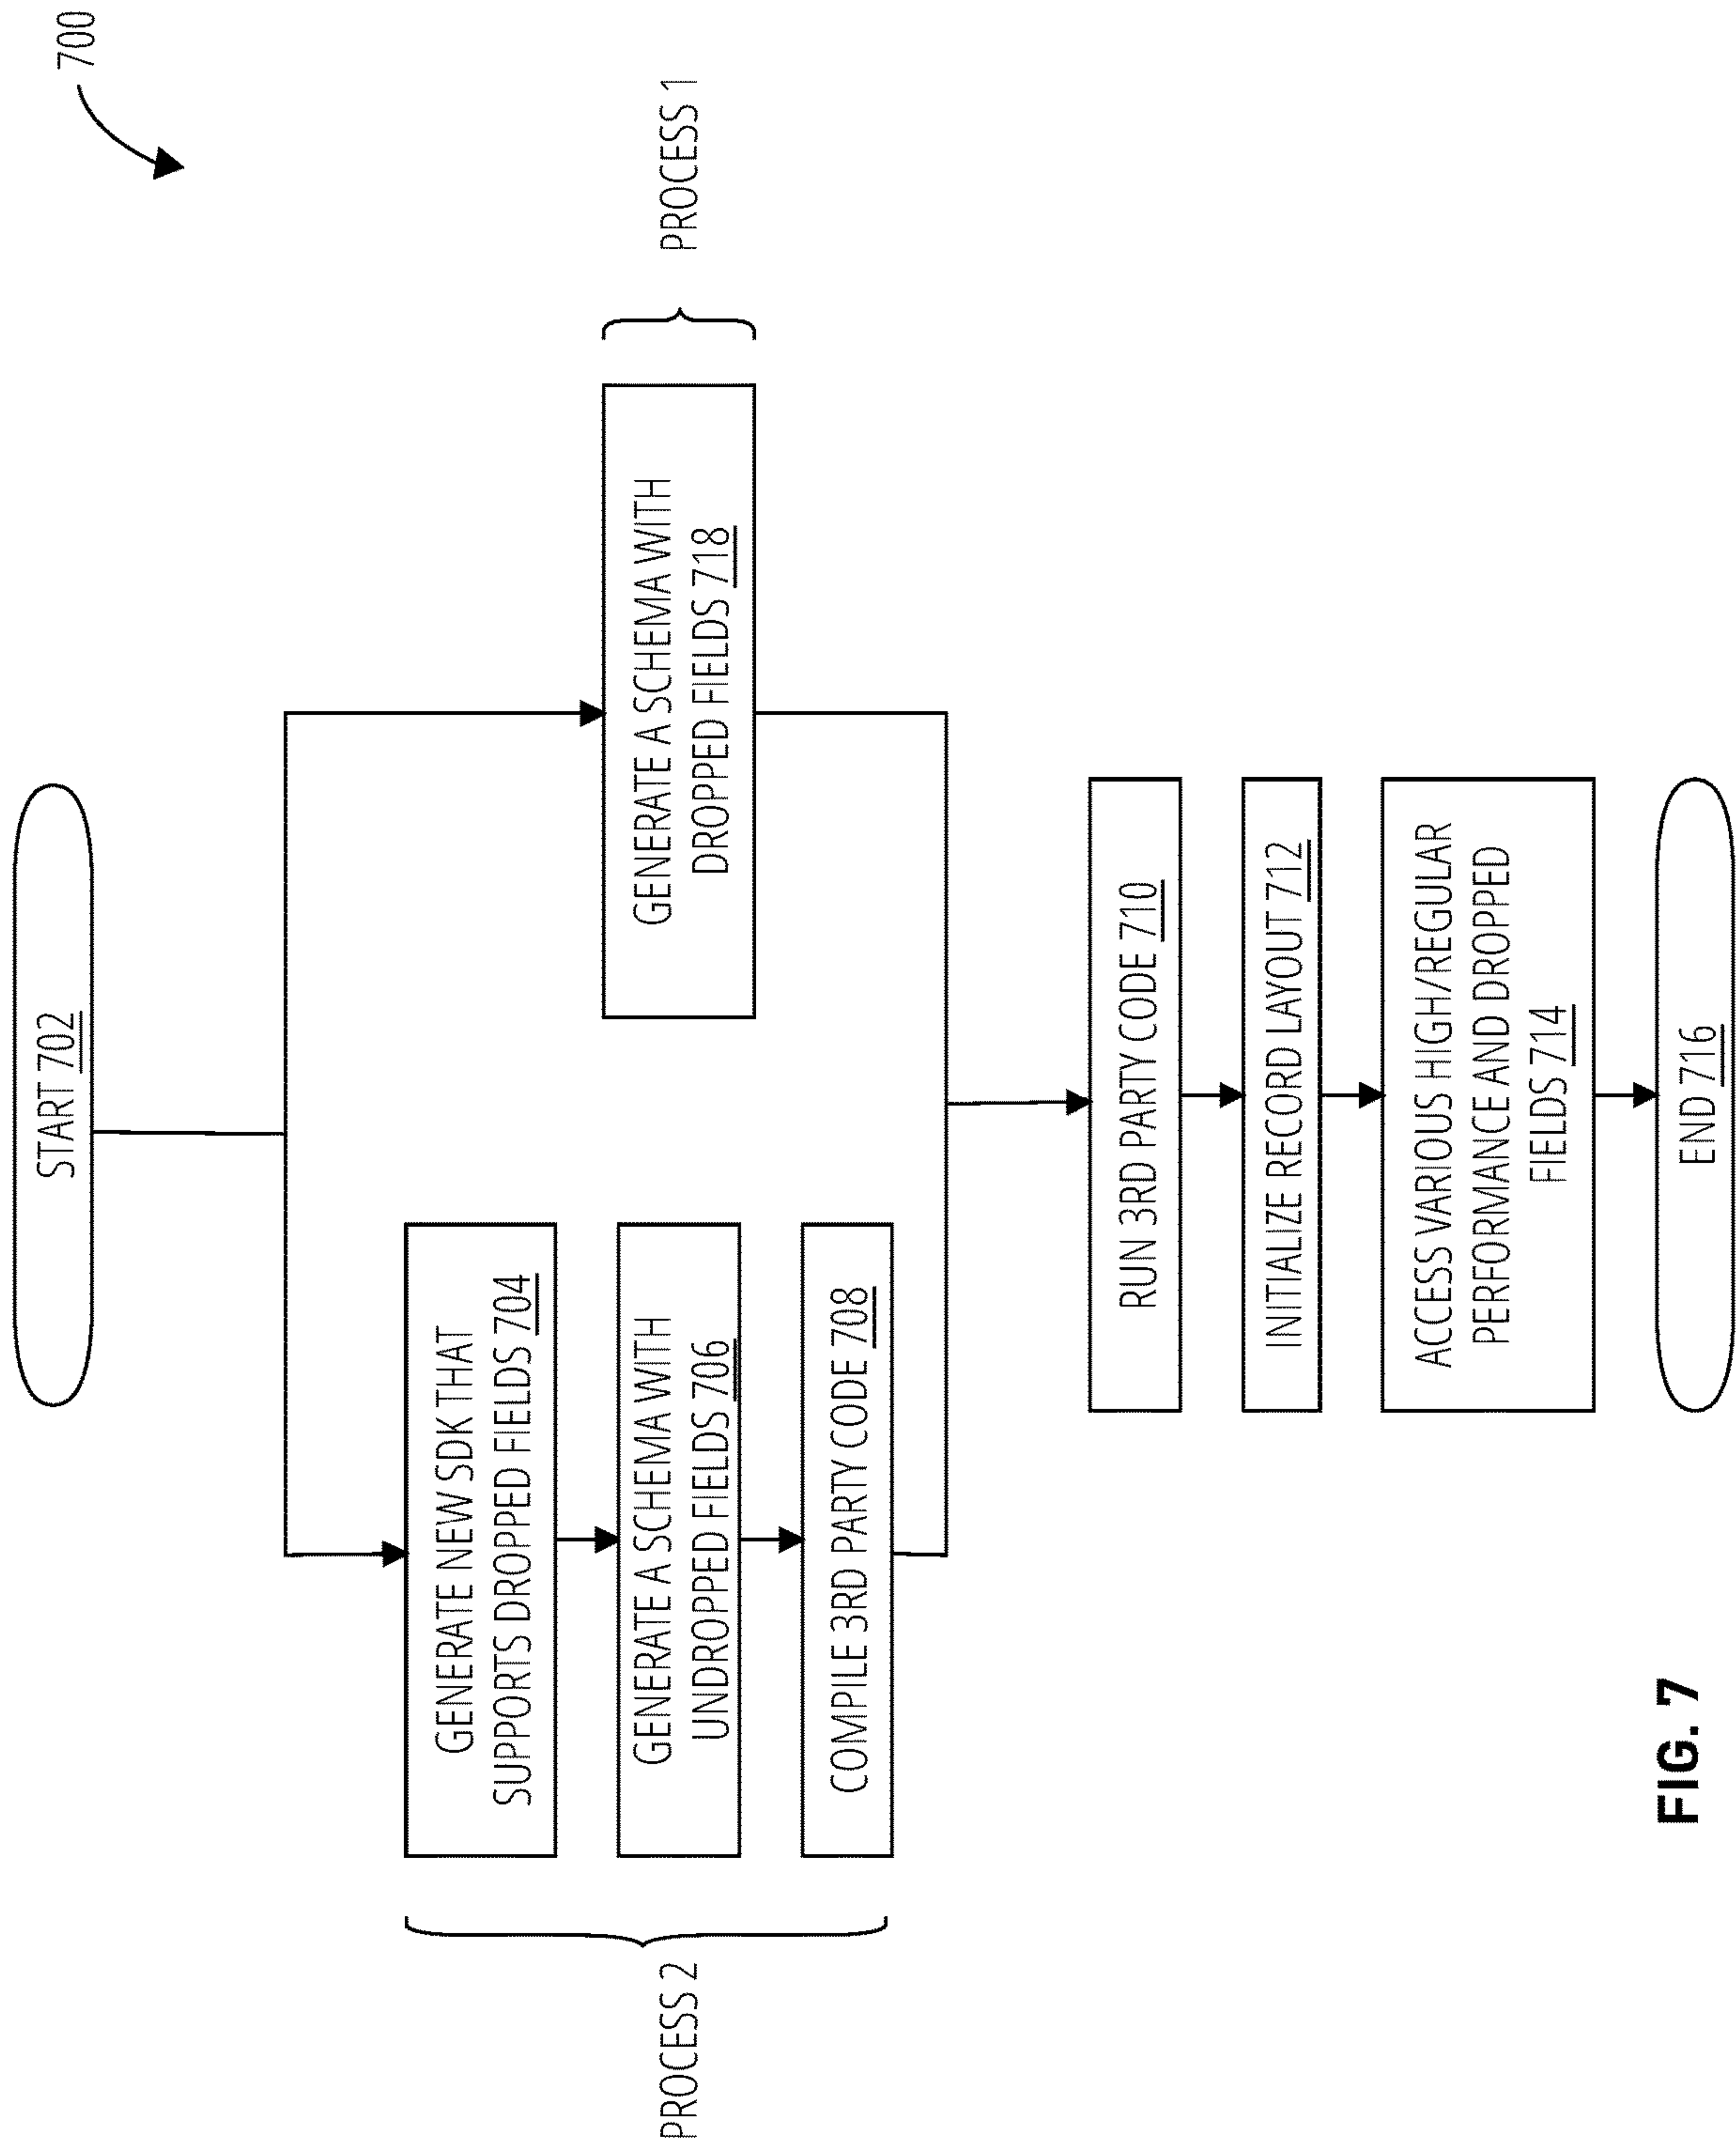 700
START 702
GENERATE NEW SDK THAT
SUPPORTS DROPPED FIELDS 704
GENERATE A SCHEMA WITH
UNDROPPED FIELDS 706
COMPILE 3RD PARTY CODE 708
PROCESS 2
GENERATE A SCHEMA WITH
DROPPED FIELDS 718
PROCESS 1
RUN 3RD PARTY CODE 710
INITIALIZE RECORD LAYOUT 712
ACCESS VARIOUS HIGH/REGULAR
PERFORMANCE AND DROPPED
FIELDS 714
END 716
FIG. 7